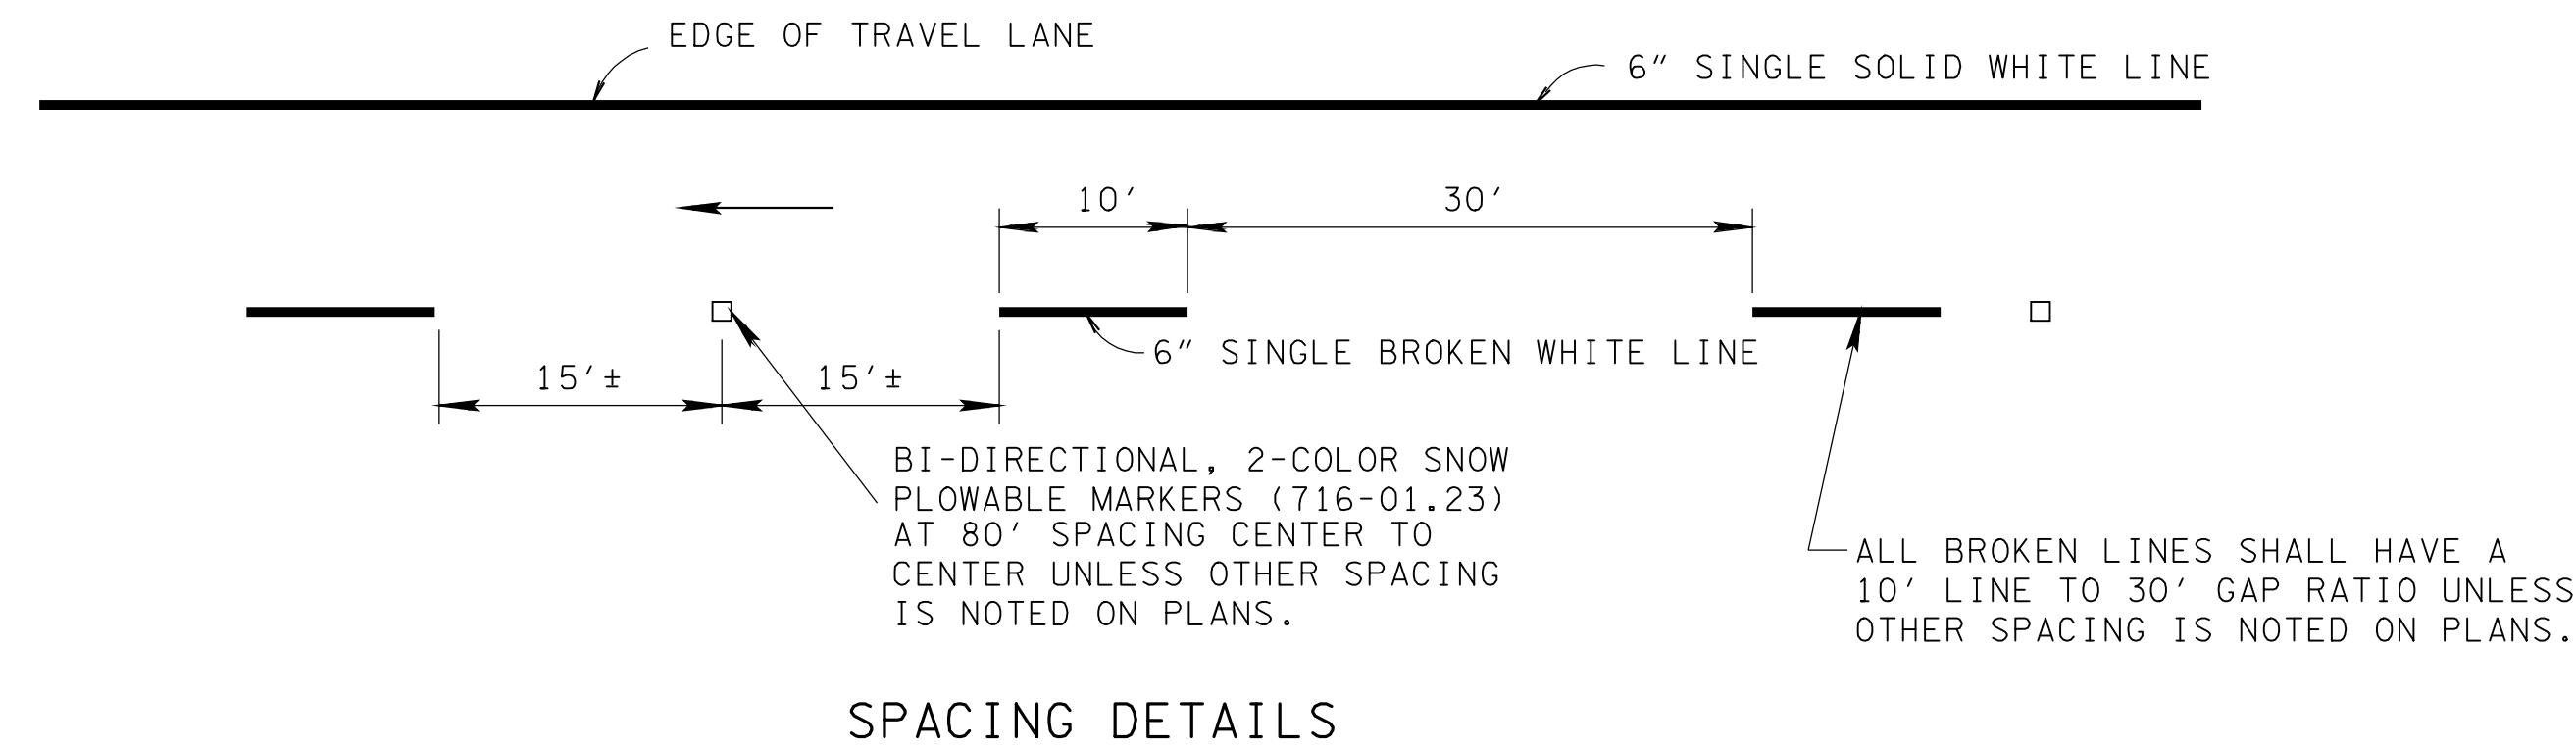 EDGE OF TRAVEL LANE
6" SINGLE SOLID WHITE LINE
10'
30'
6" SINGLE BROKEN WHITE LINE
15'±
15'±
BI-DIRECTIONAL, 2-COLOR SNOW
PLOWABLE MARKERS (716-01.23)
AT 80' SPACING CENTER TO
CENTER UNLESS OTHER SPACING
IS NOTED ON PLANS.
ALL BROKEN LINES SHALL HAVE A
10' LINE TO 30' GAP RATIO UNLESS
OTHER SPACING IS NOTED ON PLANS.
SPACING DETAILS